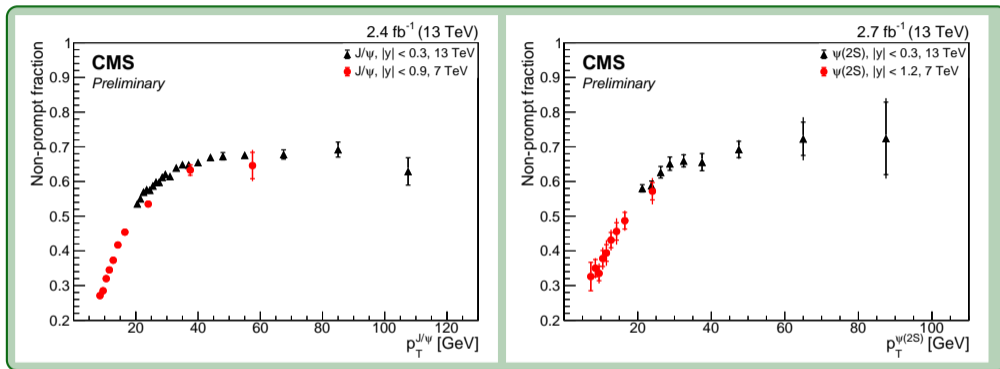 2.4 fb⁻¹ (13 TeV)
CMS
Preliminary
J/ψ, |y| < 0.3, 13 TeV
J/ψ, |y| < 0.9, 7 TeV
Non-prompt fraction
1
0.9
0.8
0.7
0.6
0.5
0.4
0.3
0.2
20 40 60 80 100 120
p_T^{J/ψ} [GeV]
2.7 fb⁻¹ (13 TeV)
CMS
Preliminary
ψ(2S), |y| < 0.3, 13 TeV
ψ(2S), |y| < 1.2, 7 TeV
Non-prompt fraction
1
0.9
0.8
0.7
0.6
0.5
0.4
0.3
0.2
20 40 60 80 100
p_T^{ψ(2S)} [GeV]